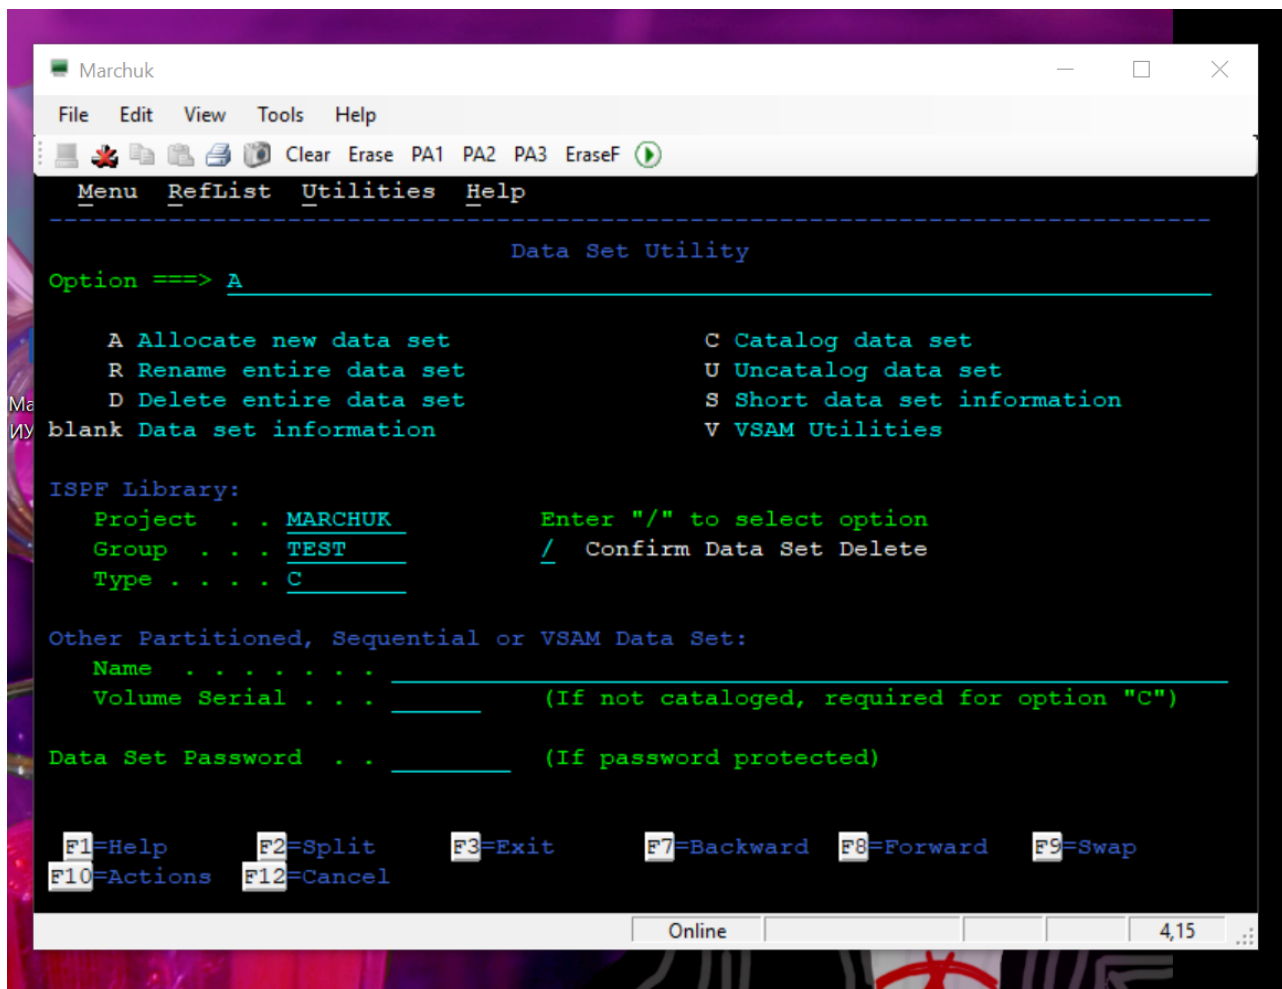 Marchuk
File Edit View Tools Help
Clear Erase PA1 PA2 PA3 EraseF
Menu RefList Utilities Help
Data Set Utility
Option ===> A
A Allocate new data set C Catalog data set
R Rename entire data set U Uncatalog data set
D Delete entire data set S Short data set information
blank Data set information V VSAM Utilities
ISPF Library:
Project . . MARCHUK Enter "/" to select option
Group . . . TEST / Confirm Data Set Delete
Type . . . . C
Other Partitioned, Sequential or VSAM Data Set:
Name . . . . . . .
Volume Serial . . . (If not cataloged, required for option "C")
Data Set Password . . (If password protected)
F1=Help F2=Split F3=Exit F7=Backward F8=Forward F9=Swap
F10=Actions F12=Cancel
Online 4,15